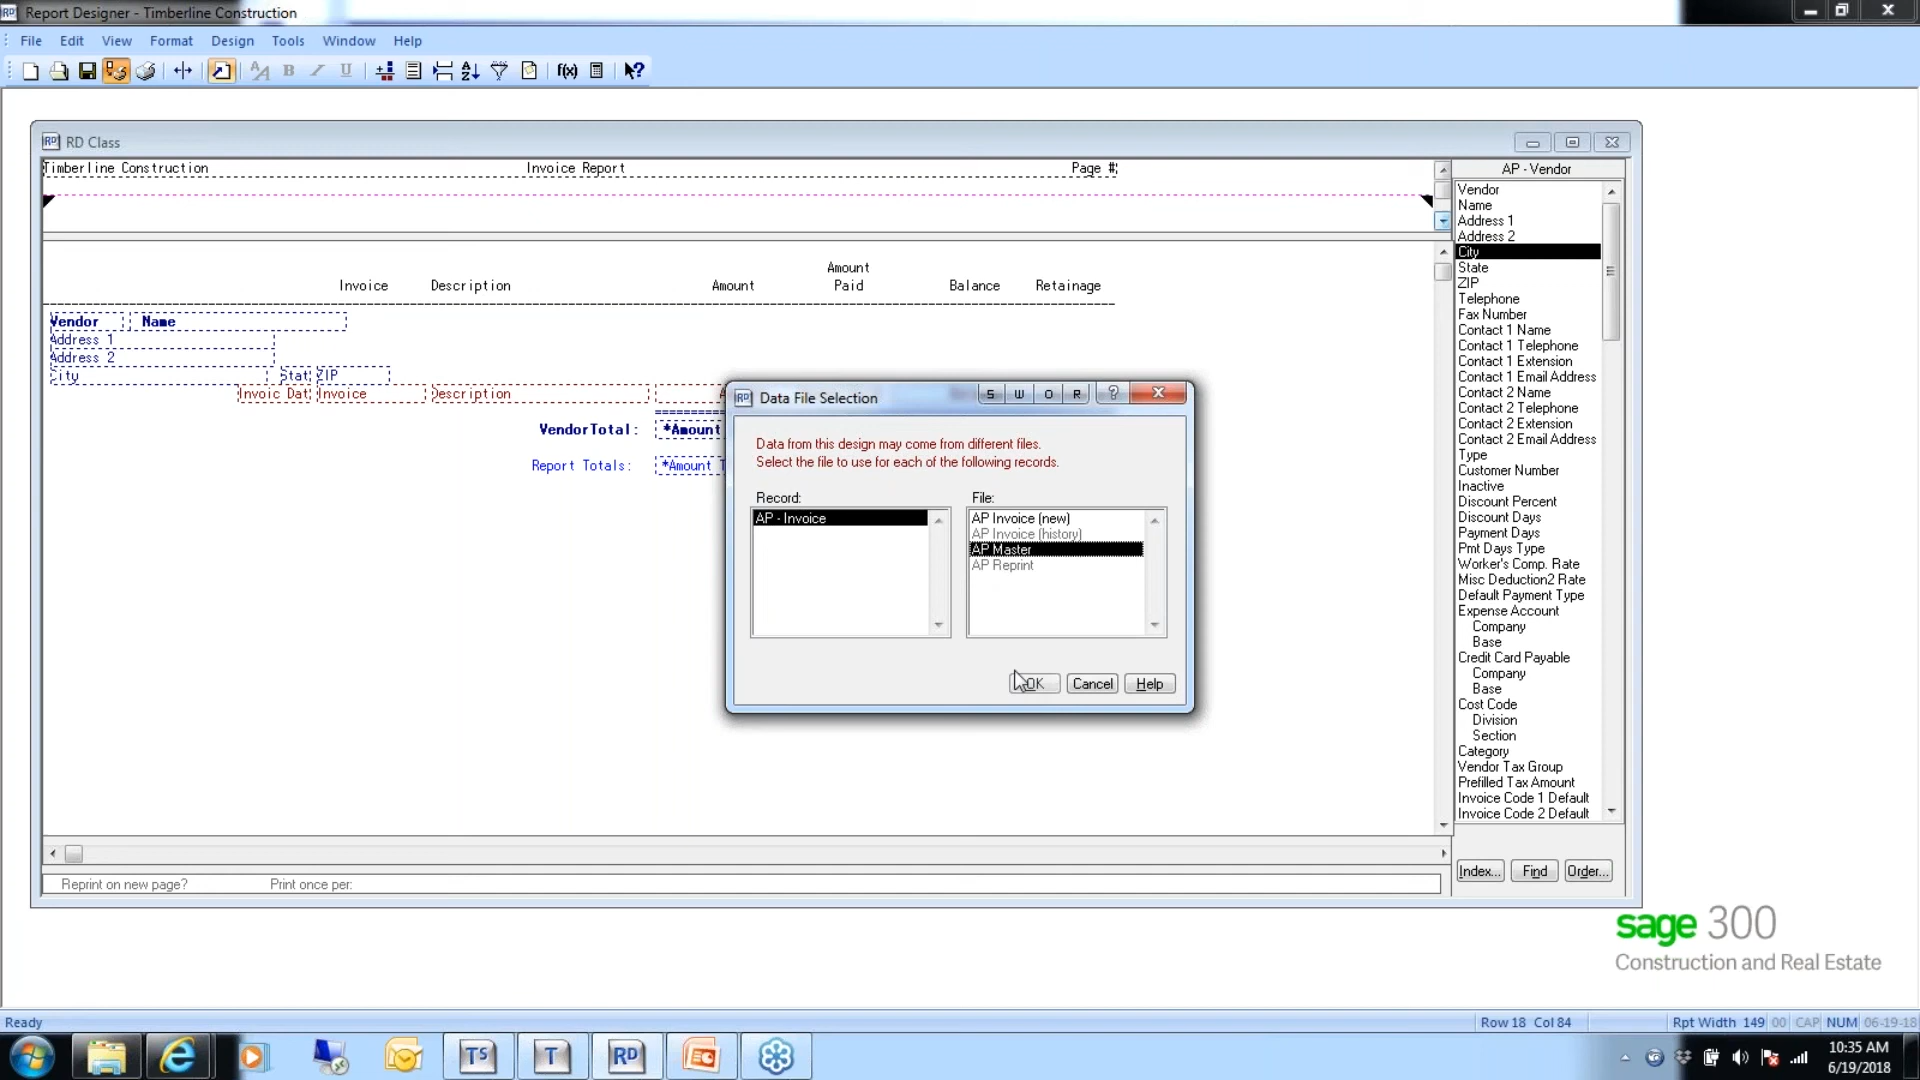 Report Designer - Timberline Construction
File Edit View Format Design Tools Window Help
RD Class
Timberline Construction Invoice Report Page #
Amount
Invoice Description Amount Paid Balance Retainage
Vendor Name
Address 1
Address 2
City Stat ZIP
Invoic Dat Invoice Description
VendorTotal: *Amount
Report Totals: *Amount T
Data File Selection
S W O R ?
Data from this design may come from different files.
Select the file to use for each of the following records.
Record: File:
AP - Invoice
AP Invoice (new)
AP Invoice (history)
AP Master
AP Reprint
OK Cancel Help
AP - Vendor
Vendor
Name
Address 1
Address 2
City
State
ZIP
Telephone
Fax Number
Contact 1 Name
Contact 1 Telephone
Contact 1 Extension
Contact 1 Email Address
Contact 2 Name
Contact 2 Telephone
Contact 2 Extension
Contact 2 Email Address
Type
Customer Number
Inactive
Discount Percent
Discount Days
Payment Days
Pmt Days Type
Worker's Comp. Rate
Misc Deduction2 Rate
Default Payment Type
Expense Account
Company
Base
Credit Card Payable
Company
Base
Cost Code
Division
Section
Category
Vendor Tax Group
Prefilled Tax Amount
Invoice Code 1 Default
Invoice Code 2 Default
Index... Find Order...
Reprint on new page? Print once per:
sage 300
Construction and Real Estate
Ready Row 18 Col 84 Rpt Width 149 00 CAP NUM 06-19-18
TS T RD
10:35 AM
6/19/2018